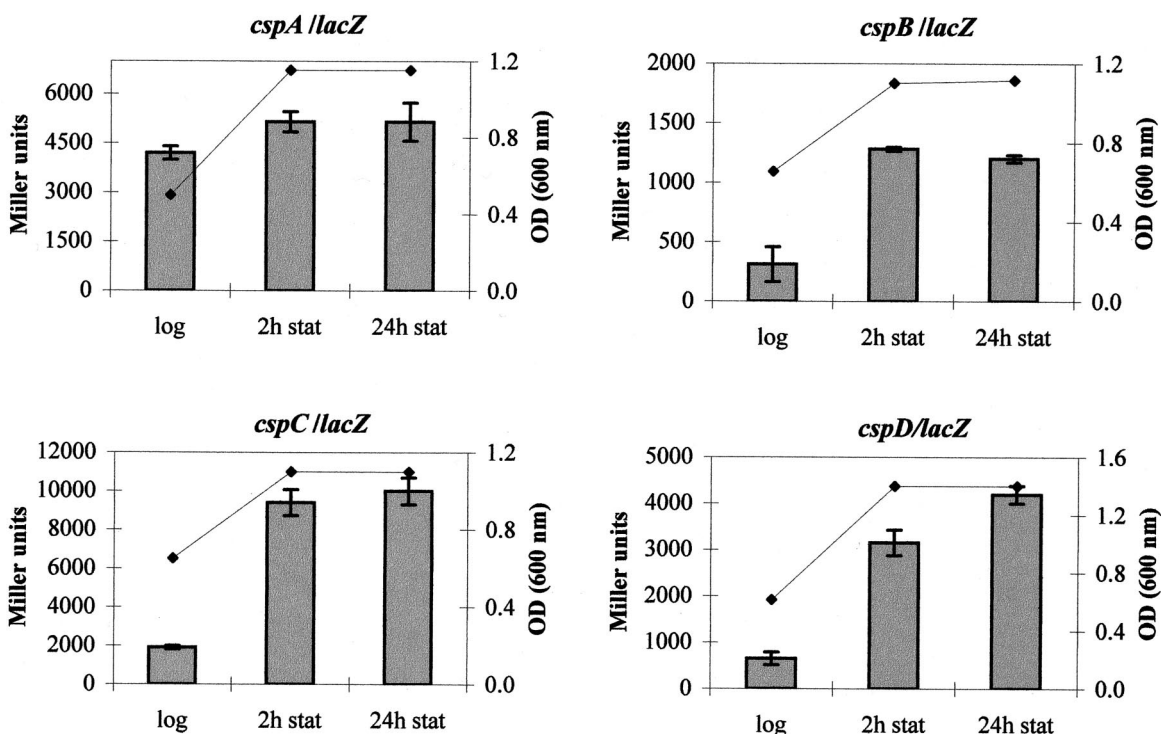 cspA /lacZ
Miller units
6000
4500
3000
1500
0
1.2
0.8
0.4
0.0
OD (600 nm)
log 2h stat 24h stat
cspB /lacZ
Miller units
2000
1500
1000
500
0
1.2
0.8
0.4
0.0
OD (600 nm)
log 2h stat 24h stat
cspC /lacZ
Miller units
12000
10000
8000
6000
4000
2000
0
1.2
0.8
0.4
0.0
OD (600 nm)
log 2h stat 24h stat
cspD/lacZ
Miller units
5000
4000
3000
2000
1000
0
1.6
1.2
0.8
0.4
0.0
OD (600 nm)
log 2h stat 24h stat